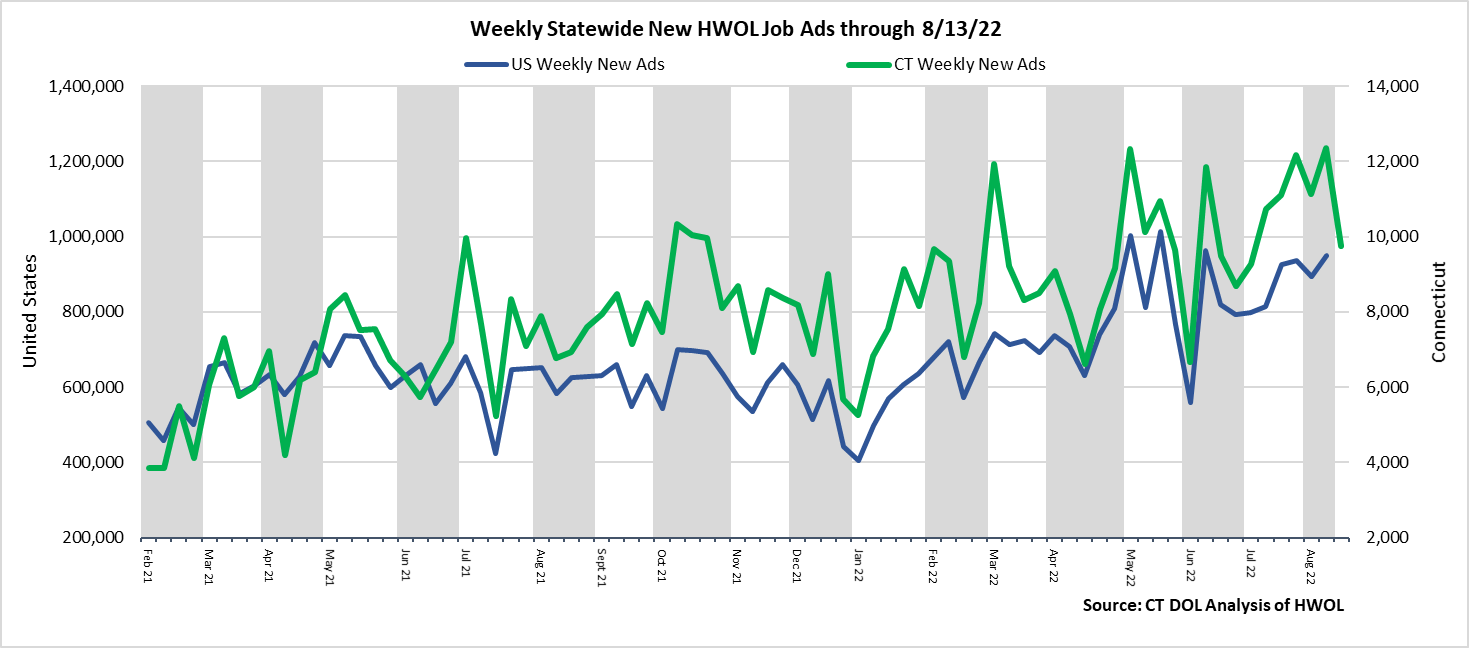 Weekly Statewide New HWOL Job Ads through 8/13/22
US Weekly New Ads
CT Weekly New Ads
1,400,000
1,200,000
1,000,000
800,000
600,000
400,000
200,000
United States
14,000
12,000
10,000
8,000
6,000
4,000
2,000
Connecticut
Feb 21
Mar 21
Apr 21
May 21
Jun 21
Jul 21
Aug 21
Sept 21
Oct 21
Nov 21
Dec 21
Jan 22
Feb 22
Mar 22
Apr 22
May 22
Jun 22
Jul 22
Aug 22
Source: CT DOL Analysis of HWOL